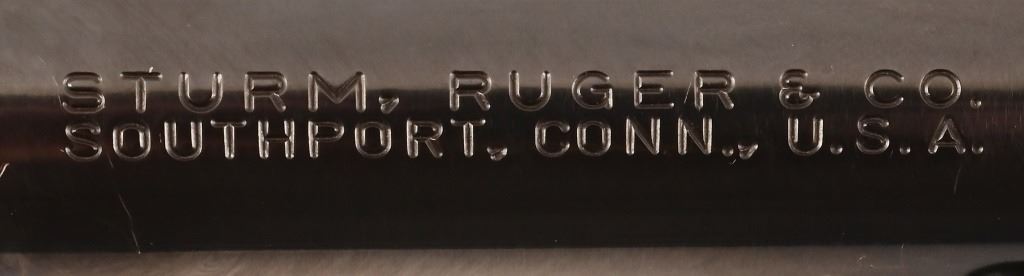 STURM, RUGER & CO.
SOUTHPORT, CONN., U.S.A.